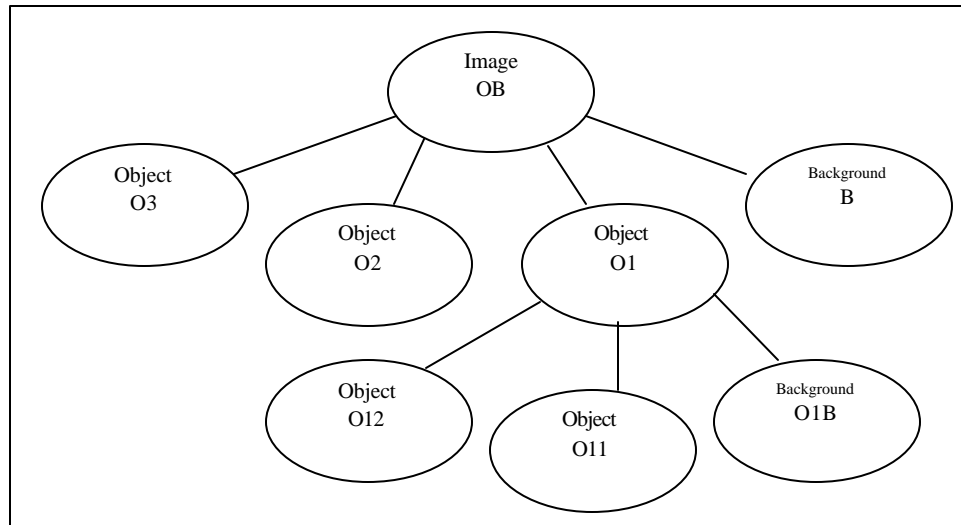 Image
OB
Object
O3
Background
B
Object
O2
Object
O1
Object
O12
Object
O11
Background
O1B